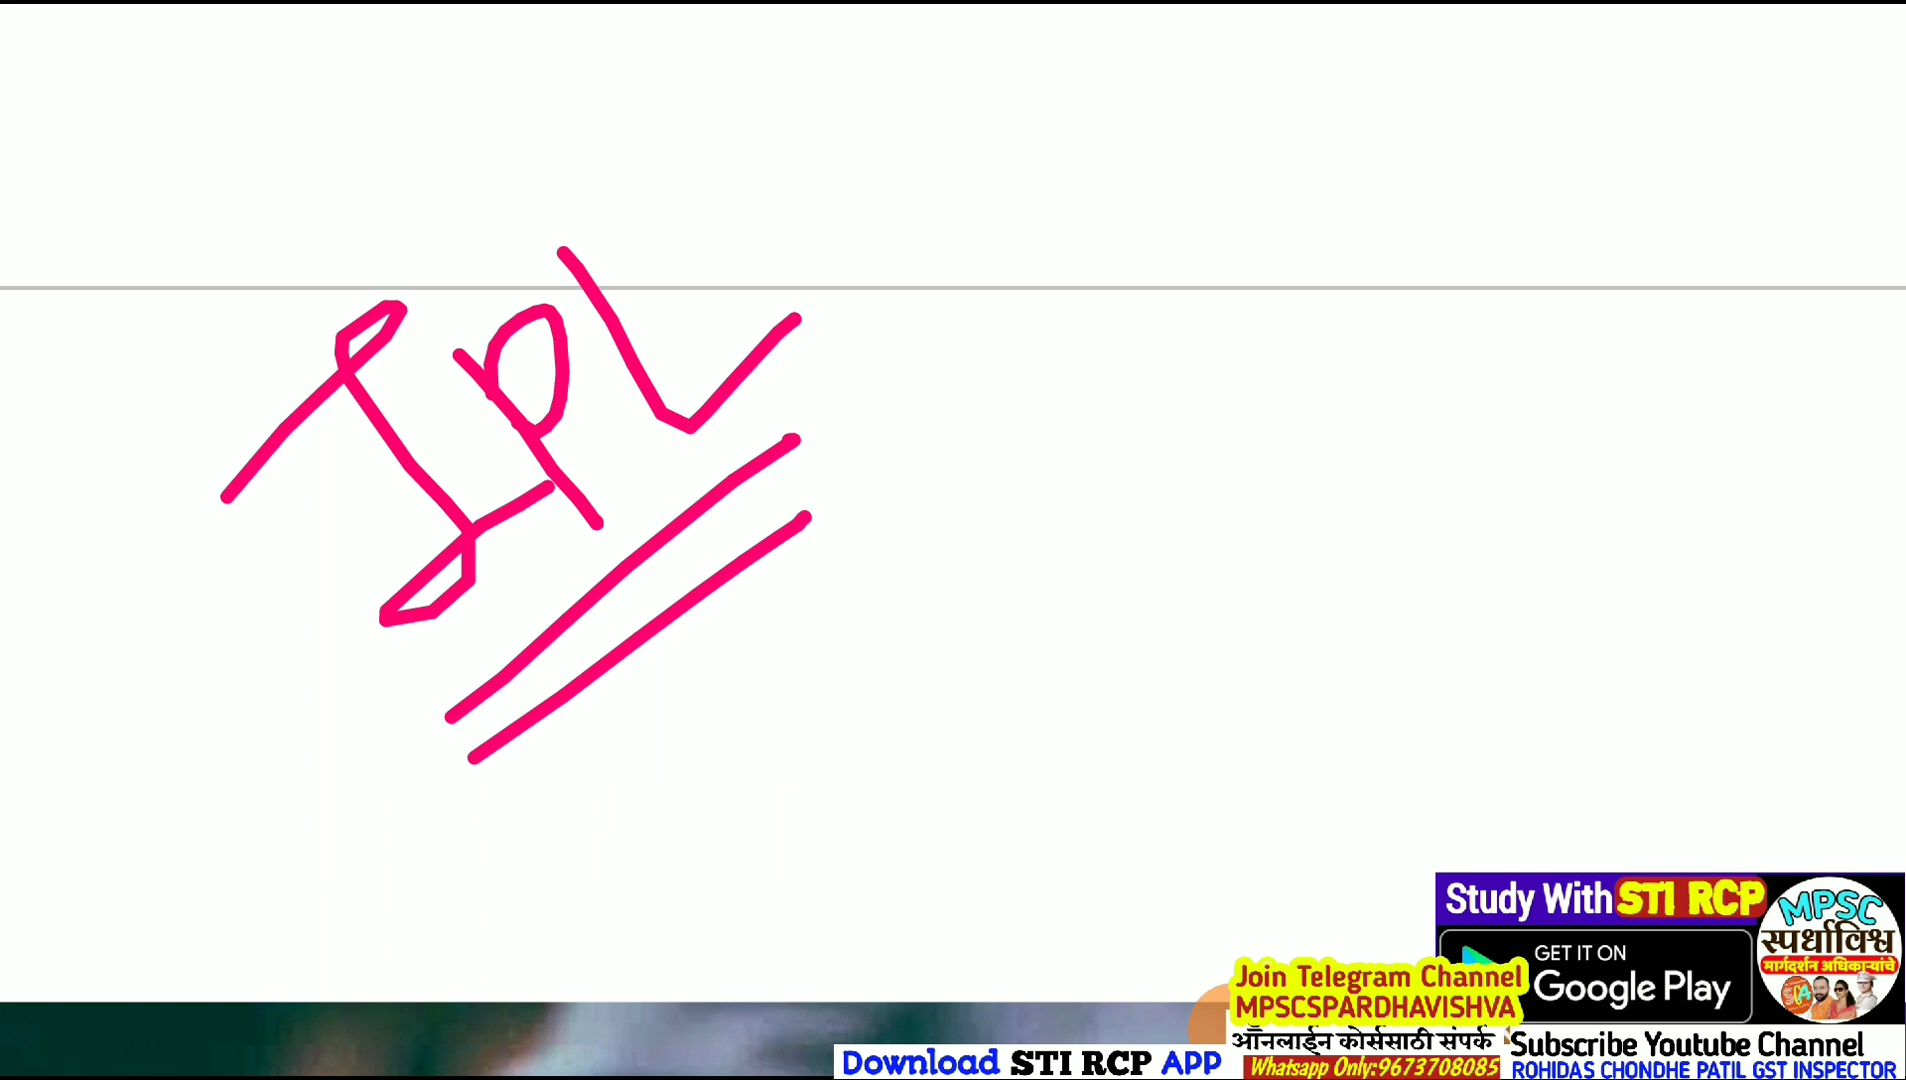 IPL
Study With STI RCP
GET IT ON
Google Play
MPSC
स्पर्धाविश्व
मार्गदर्शन अधिकाऱ्यांचे
Join Telegram Channel
MPSCSPARDHAVISHVA
ऑनलाईन कोर्ससाठी संपर्क
Whatsapp Only:9673708085
Download STI RCP APP
Subscribe Youtube Channel
ROHIDAS CHONDHE PATIL GST INSPECTOR